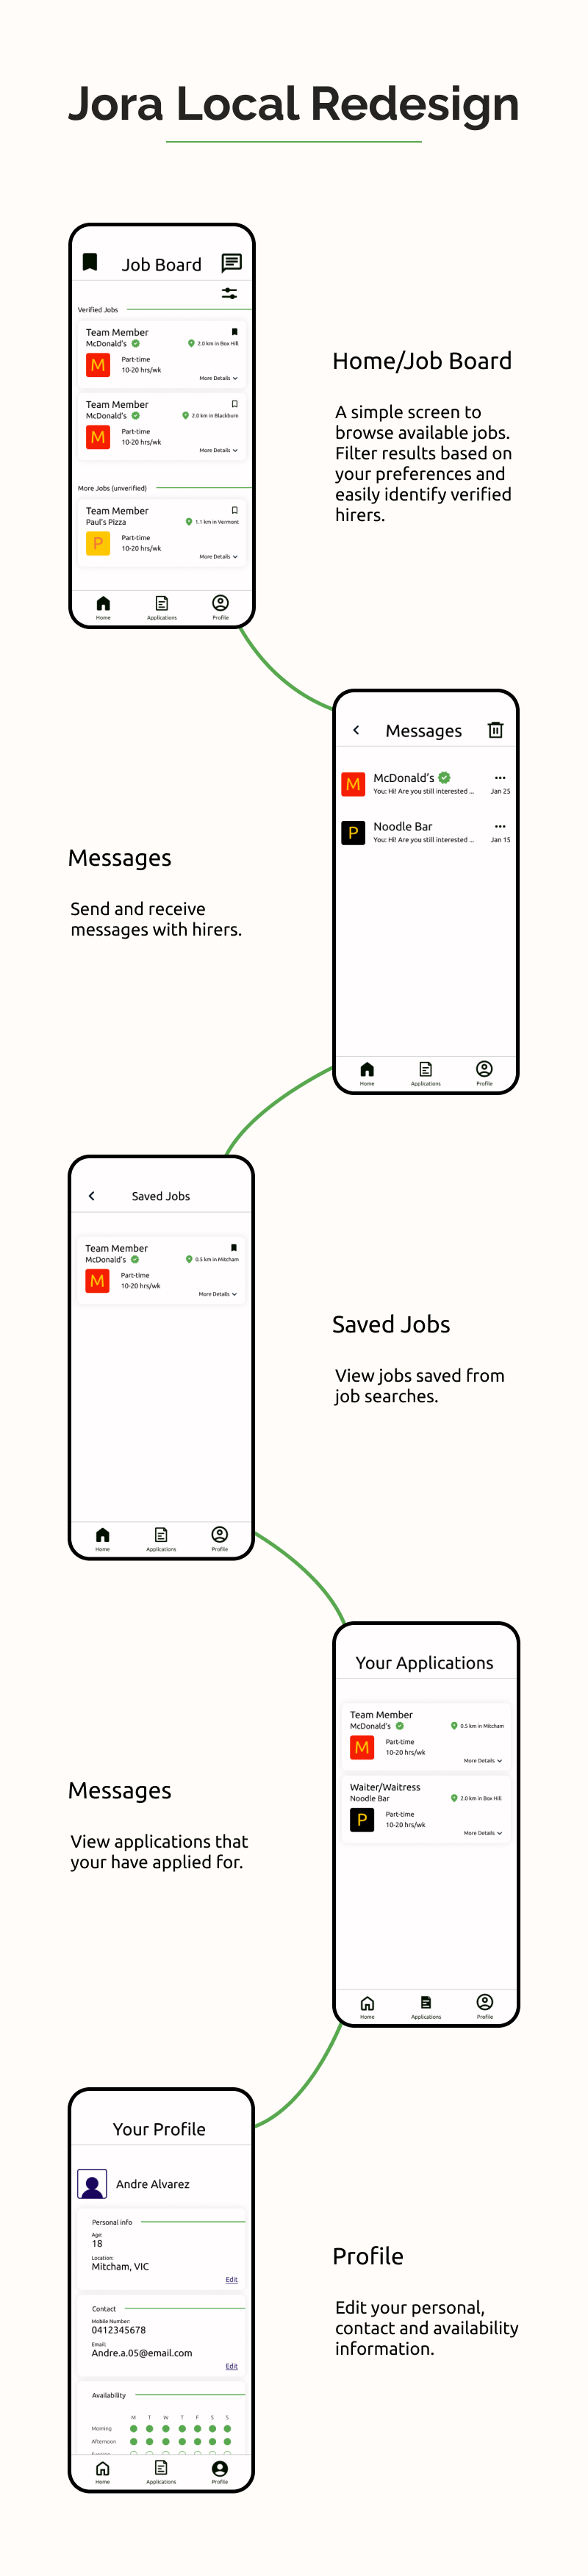 Jora Local Redesign
Job Board
Verified Jobs
Team Member
McDonald's
2.0 km in Box Hill
M
Part-time
10-20 hrs/wk
More Details
Team Member
McDonald's
2.0 km in Blackburn
M
Part-time
10-20 hrs/wk
More Details
More Jobs (unverified)
Team Member
Paul's Pizza
1.1 km in Vermont
P
Part-time
10-20 hrs/wk
More Details
Home
Applications
Profile
Home/Job Board
A simple screen to
browse available jobs.
Filter results based on
your preferences and
easily identify verified
hirers.
Messages
M
McDonald's
You: Hi! Are you still interested ...
Jan 25
P
Noodle Bar
You: Hi! Are you still interested ...
Jan 15
Home
Applications
Profile
Messages
Send and receive
messages with hirers.
Saved Jobs
Team Member
McDonald's
0.5 km in Mitcham
M
Part-time
10-20 hrs/wk
More Details
Home
Applications
Profile
Saved Jobs
View jobs saved from
job searches.
Your Applications
Team Member
McDonald's
0.5 km in Mitcham
M
Part-time
10-20 hrs/wk
More Details
Waiter/Waitress
Noodle Bar
2.0 km in Box Hill
P
Part-time
10-20 hrs/wk
More Details
Home
Applications
Profile
Messages
View applications that
your have applied for.
Your Profile
Andre Alvarez
Personal info
Age:
18
Location:
Mitcham, VIC
Edit
Contact
Mobile Number:
0412345678
Email:
Andre.a.05@email.com
Edit
Availability
M T W T F S S
Morning
Afternoon
Home
Applications
Profile
Profile
Edit your personal,
contact and availability
information.